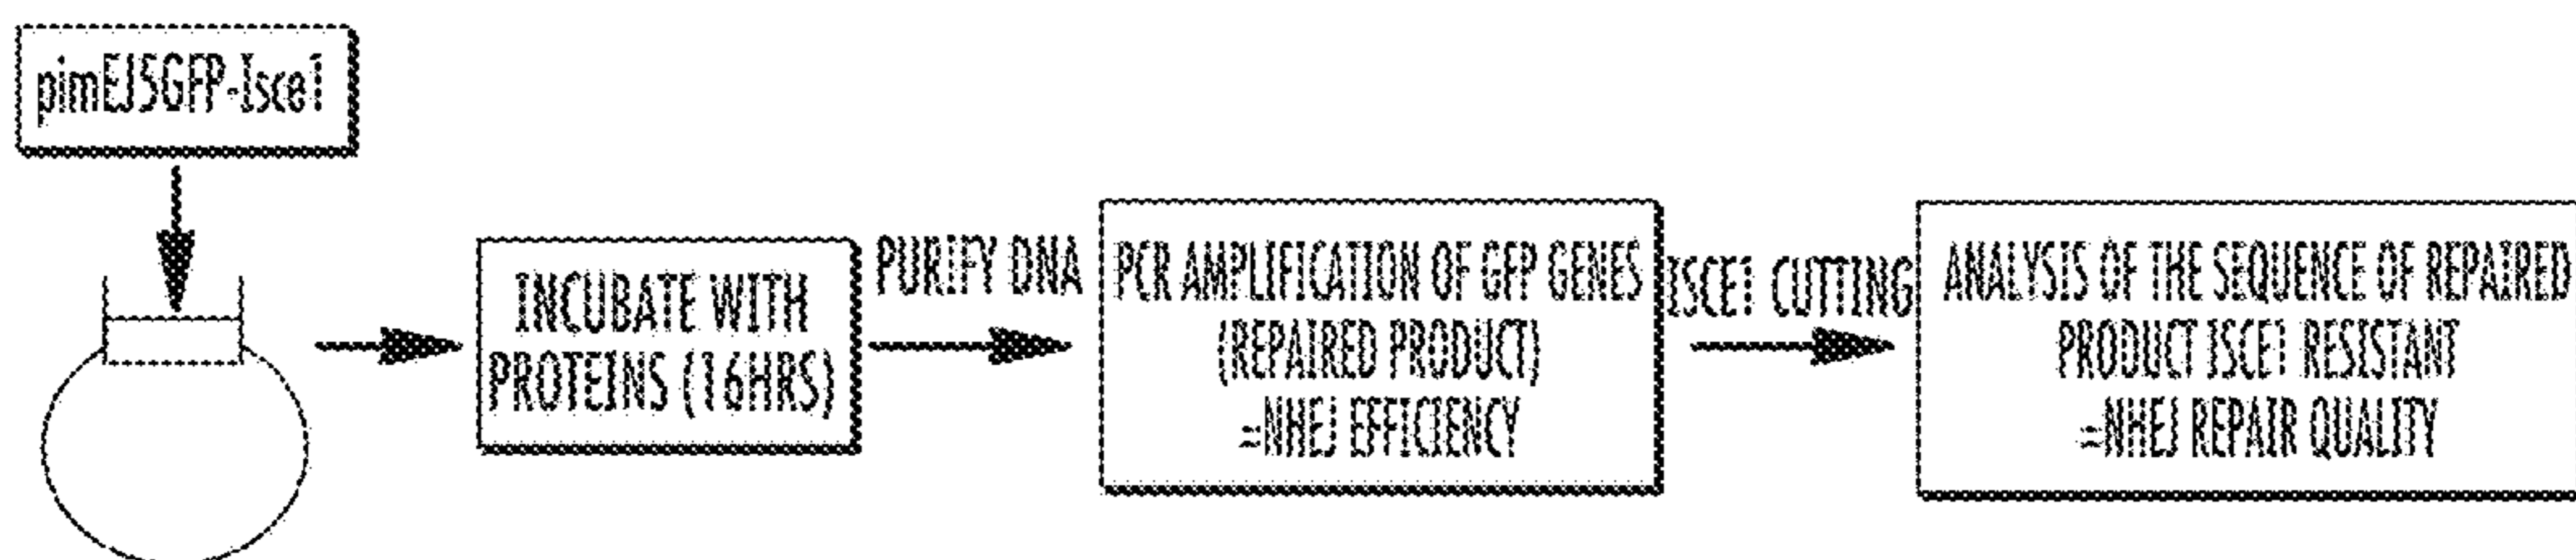 pimEJ5GFP-Isce1
INCUBATE WITH
PROTEINS (16HRS)
PURIFY DNA
PCR AMPLIFICATION OF GFP GENES
(REPAIRED PRODUCT)
=NHEJ EFFICIENCY
ISCE1 CUTTING
ANALYSIS OF THE SEQUENCE OF REPAIRED
PRODUCT ISCE1 RESISTANT
=NHEJ REPAIR QUALITY